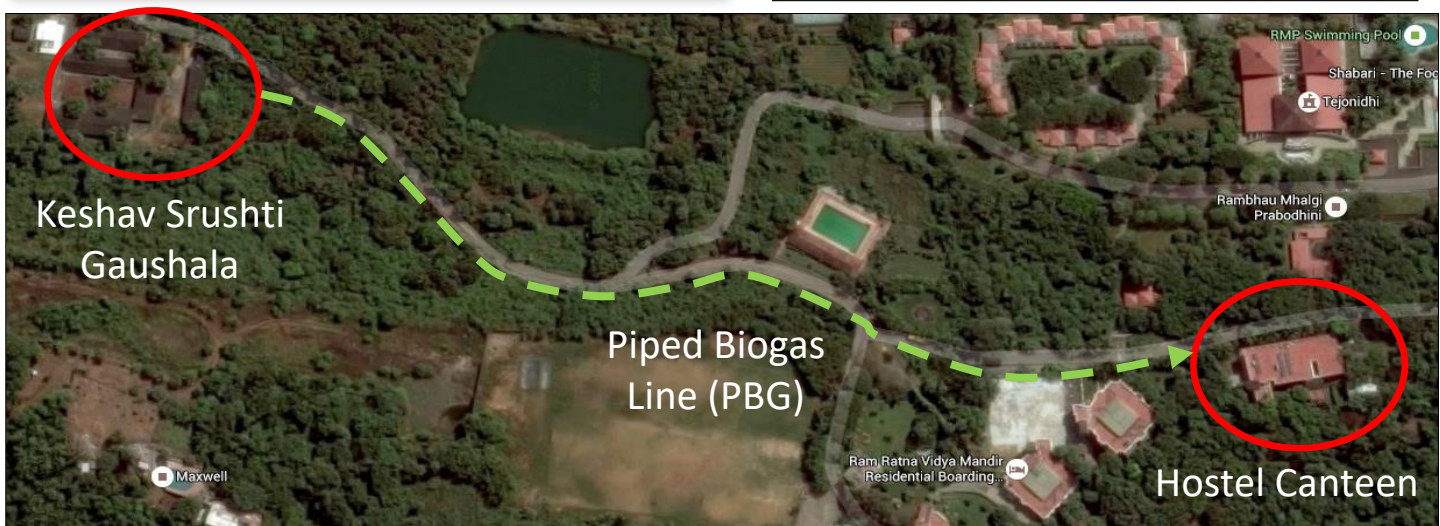 RMP Swimming Pool
Shabari - The Foo
Tejonidhi
Keshav Srushti
Gaushala
Rambhau Mhalgi
Prabodhini
Piped Biogas
Line (PBG)
Ram Ratna Vidya Mandir
Residential Boarding...
Maxwell
Hostel Canteen